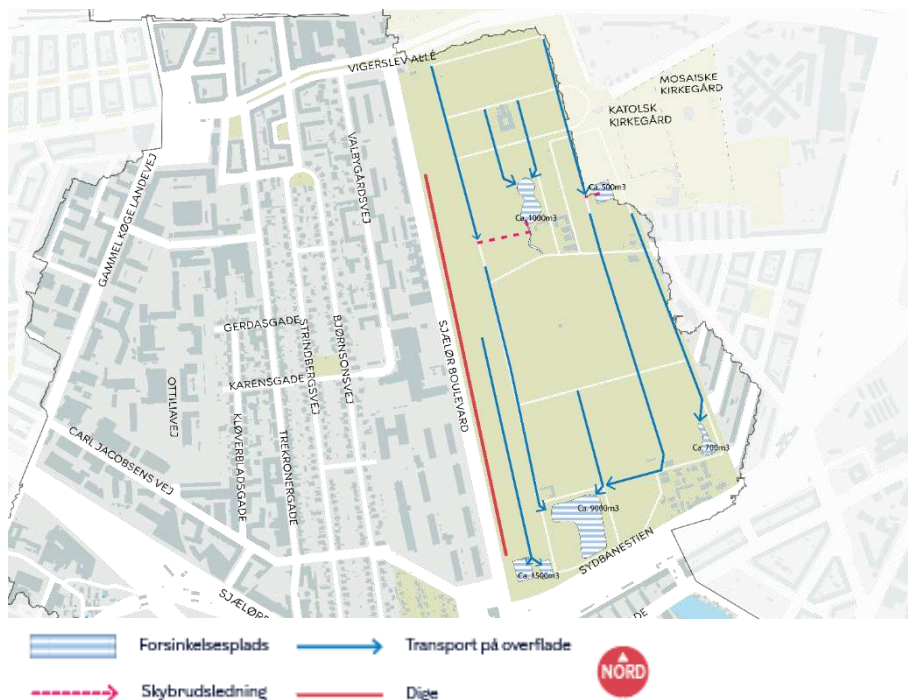 VIGERSLEV ALLÉ
MOSAISKE
KIRKEGÅRD
KATOLSK
KIRKEGÅRD
VALBYGÅRDSVEJ
GAMMEL KØGE LANDEVEJ
Ca. 500m3
Ca. 1000m3
GERDASGADE
STRINDBERGSVEJ
BJØRNSONSVEJ
SJÆLØR BOULEVARD
KARENSGADE
OTTILIAVEJ
KLØVERBLADSGADE
TREKRONERGADE
CARL JACOBSENS VEJ
Ca. 700m3
Ca. 9000m3
SYDBANESTIEN
Ca. 1500m3
SJÆLØR
ADE
Forsinkelsesplads
Transport på overflade
NORD
Skybrudsledning
Dige